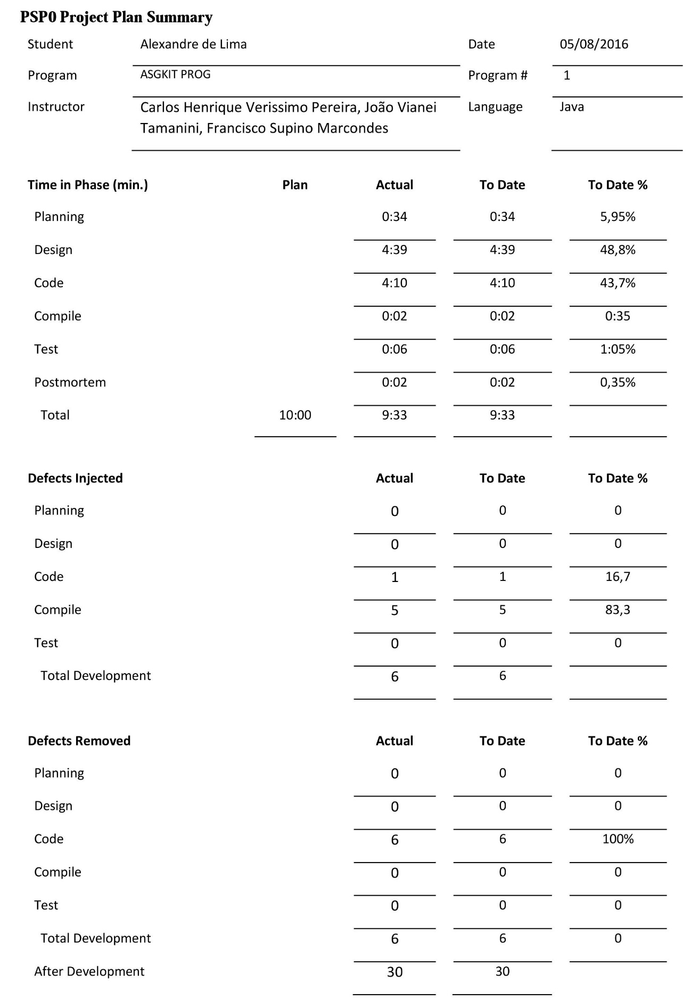 PSP0 Project Plan Summary
Student Alexandre de Lima Date 05/08/2016
Program ASGKIT PROG Program # 1
Instructor Carlos Henrique Verissimo Pereira, João Vianei Language Java
Tamanini, Francisco Supino Marcondes
Time in Phase (min.) Plan Actual To Date To Date %
Planning 0:34 0:34 5,95%
Design 4:39 4:39 48,8%
Code 4:10 4:10 43,7%
Compile 0:02 0:02 0:35
Test 0:06 0:06 1:05%
Postmortem 0:02 0:02 0,35%
Total 10:00 9:33 9:33
Defects Injected Actual To Date To Date %
Planning 0 0 0
Design 0 0 0
Code 1 1 16,7
Compile 5 5 83,3
Test 0 0 0
Total Development 6 6
Defects Removed Actual To Date To Date %
Planning 0 0 0
Design 0 0 0
Code 6 6 100%
Compile 0 0 0
Test 0 0 0
Total Development 6 6 0
After Development 30 30